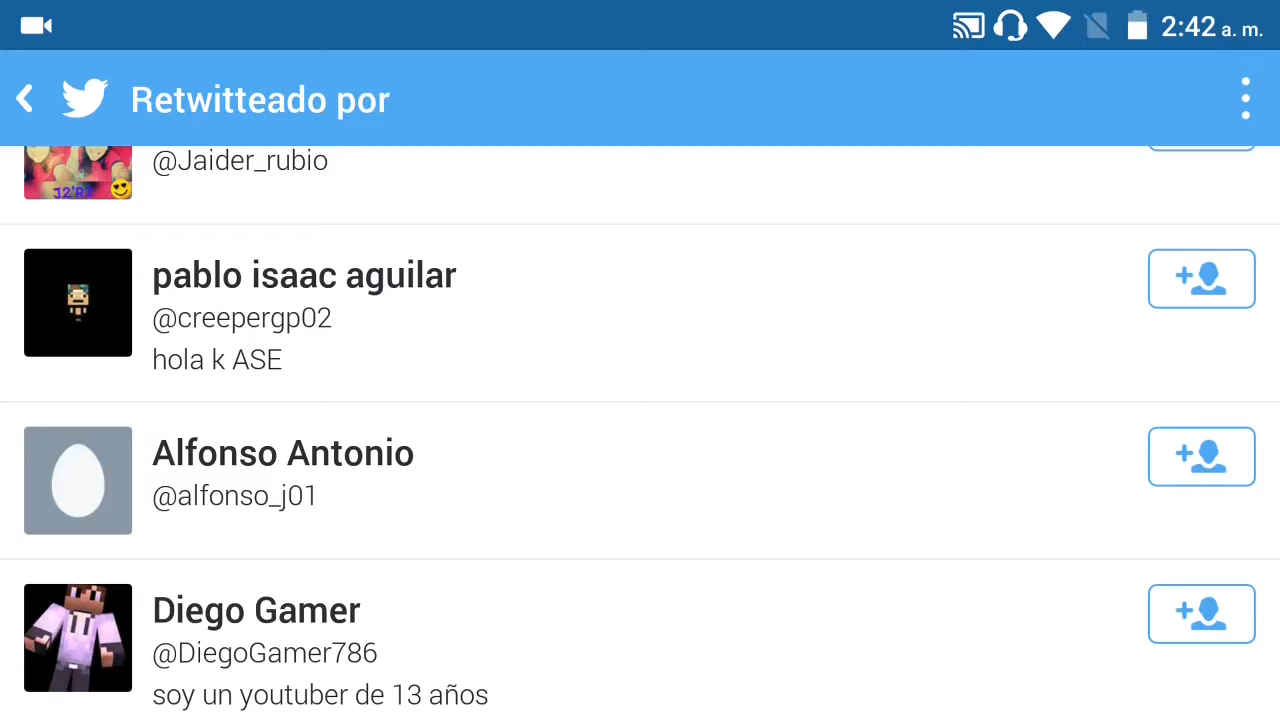 2:42 a. m.
Retwitteado por
@Jaider_rubio
pablo isaac aguilar
@creepergp02
hola k ASE
Alfonso Antonio
@alfonso_j01
Diego Gamer
@DiegoGamer786
soy un youtuber de 13 años